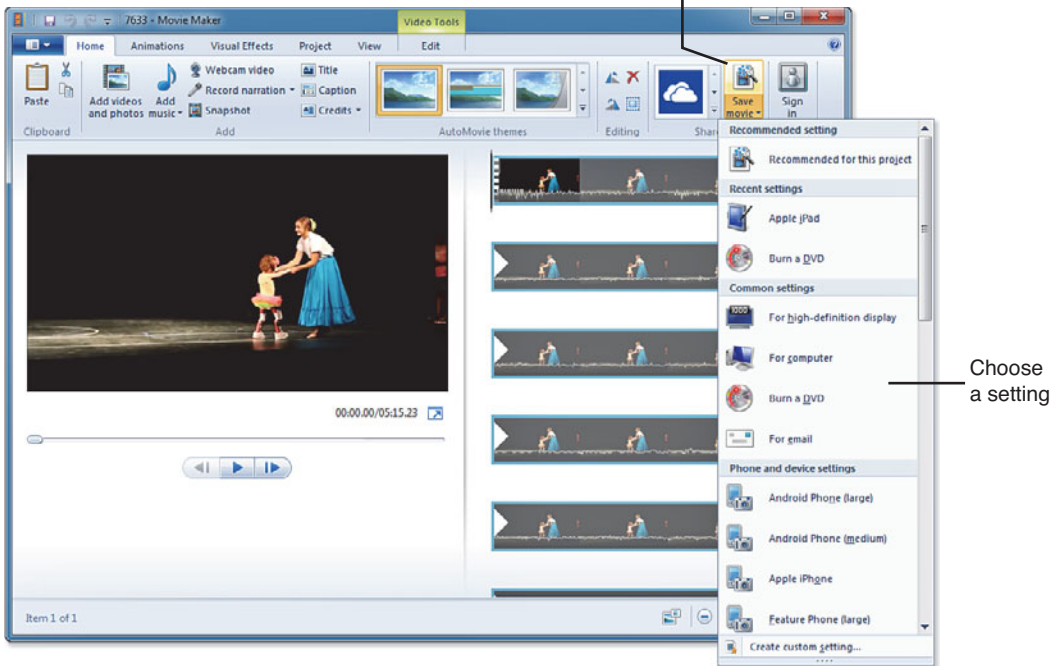 7633 - Movie Maker
Video Tools
Home Animations Visual Effects Project View Edit
Paste
Add videos and photos
Add music
Webcam video
Record narration
Snapshot
Title
Caption
Credits
Save movie
Sign in
Clipboard
Add
AutoMovie themes
Editing
Shar
Recommended setting
Recommended for this project
Recent settings
Apple iPad
Burn a DVD
Common settings
1000
For high-definition display
For computer
Burn a DVD
For email
Phone and device settings
Android Phone (large)
Android Phone (medium)
Apple iPhone
Feature Phone (large)
Create custom setting...
00:00.00/05:15.23
Item 1 of 1
Choose
a setting